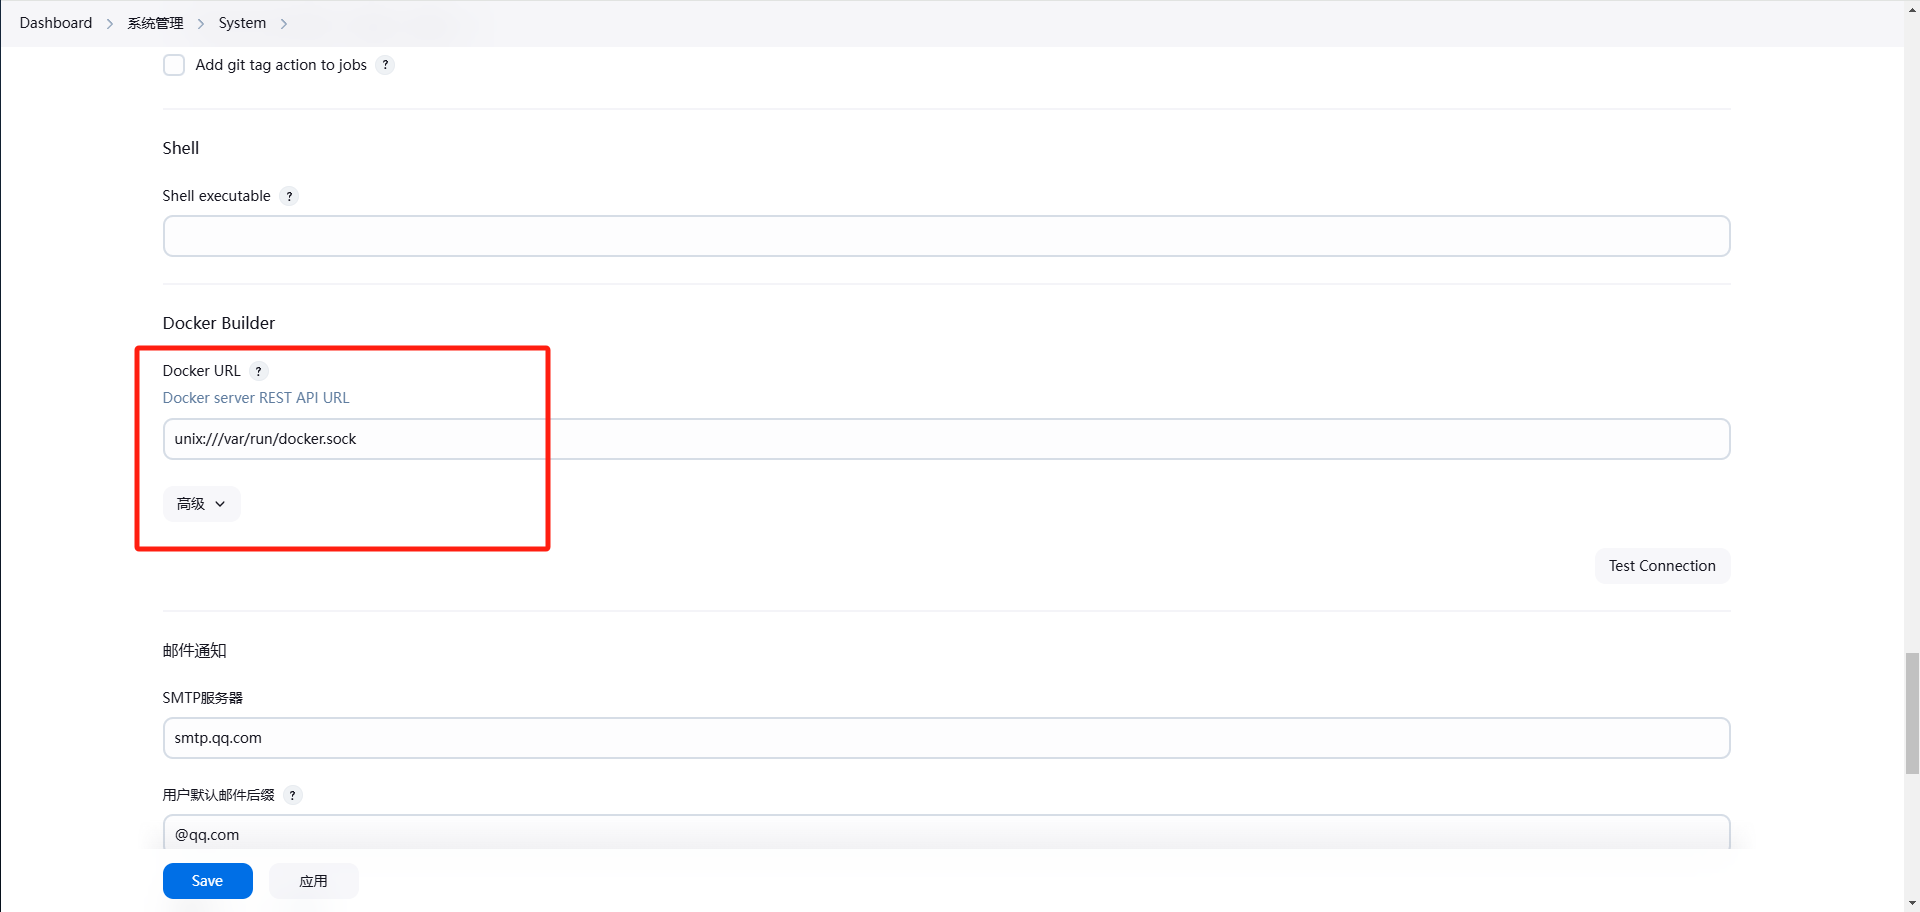 Dashboard > 系统管理 > System >
Add git tag action to jobs ?
Shell
Shell executable ?
Docker Builder
Docker URL ?
Docker server REST API URL
unix:///var/run/docker.sock
高级
Test Connection
邮件通知
SMTP服务器
smtp.qq.com
用户默认邮件后缀 ?
@qq.com
Save 应用